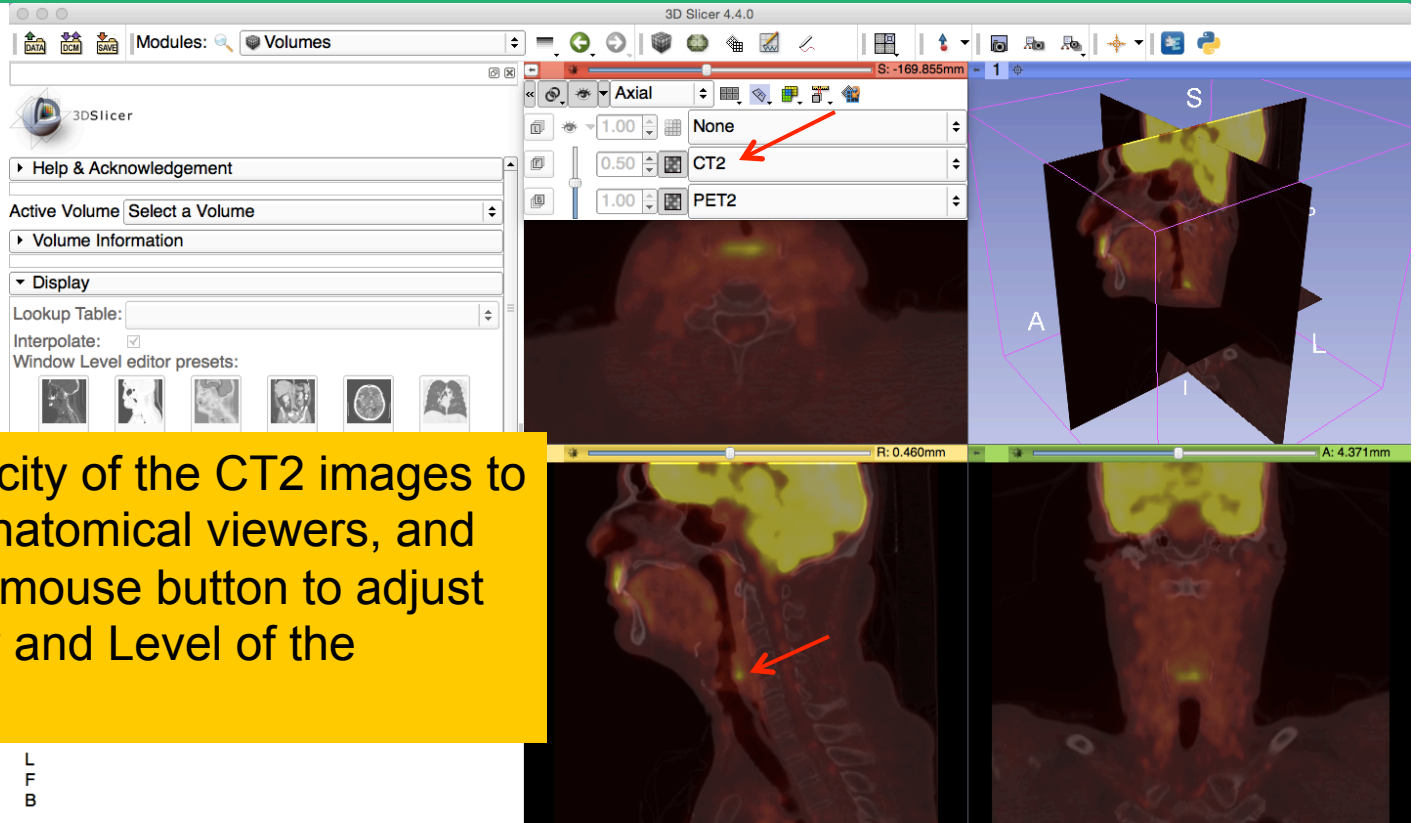 3D Slicer 4.4.0
DATA DCM SAVE Modules: Volumes
S: -169.855mm 1
3DSlicer
Help & Acknowledgement
Active Volume Select a Volume
Volume Information
Display
Lookup Table:
Interpolate:
Window Level editor presets:
Axial
L 1.00 None
F 0.50 CT2
B 1.00 PET2
S
P
A
L
I
R: 0.460mm
A: 4.371mm
city of the CT2 images to
natomical viewers, and
mouse button to adjust
and Level of the
L
F
B